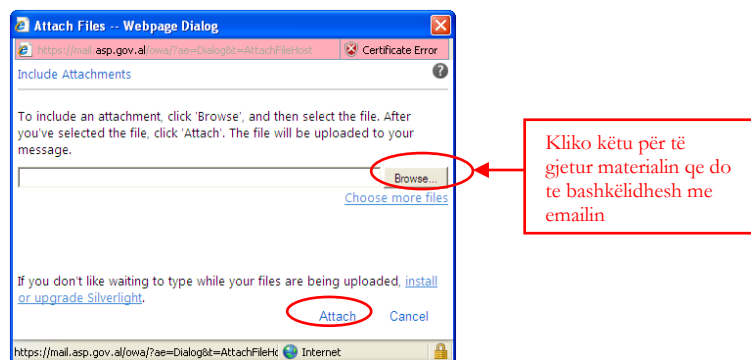 Attach Files -- Webpage Dialog
https://mail.asp.gov.al/owa/?ae=Dialog&t=AttachFileHost Certificate Error
Include Attachments
To include an attachment, click 'Browse', and then select the file. After
you've selected the file, click 'Attach'. The file will be uploaded to your
message.
Browse...
Choose more files
If you don't like waiting to type while your files are being uploaded, install
or upgrade Silverlight.
Attach Cancel
https://mail.asp.gov.al/owa/?ae=Dialog&t=AttachFileHo Internet
Kliko këtu për të
gjetur materialin qe do
te bashkëlidhesh me
emailin